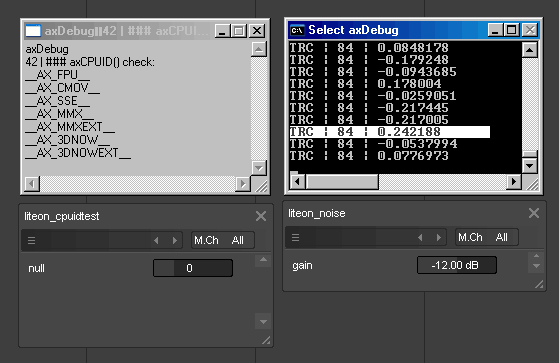 axDebug][42 | ### axCPUID...
axDebug
42 | ### axCPUID() check:
__AX_FPU__
__AX_CMOV__
__AX_SSE__
__AX_MMX__
__AX_MMXEXT__
__AX_3DNOW__
__AX_3DNOWEXT__
Select axDebug
TRC ¦ 84 ¦ 0.0848178
TRC ¦ 84 ¦ -0.179248
TRC ¦ 84 ¦ -0.0943685
TRC ¦ 84 ¦ 0.178004
TRC ¦ 84 ¦ -0.0259051
TRC ¦ 84 ¦ -0.217445
TRC ¦ 84 ¦ -0.217005
TRC ¦ 84 ¦ 0.242188
TRC ¦ 84 ¦ -0.0537994
TRC ¦ 84 ¦ 0.0776973
liteon_cpuidtest
M.Ch All
null 0
liteon_noise
M.Ch All
gain -12.00 dB